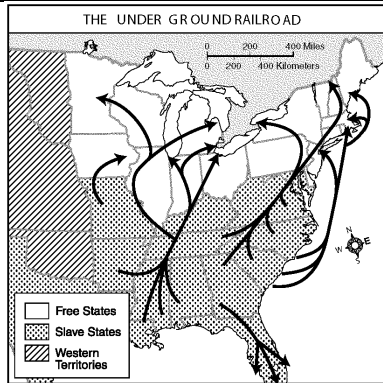 THE UNDER GROUND RAILROAD
0 200 400 Miles
0 200 400 Kilometers
N
W E
S
Free States
Slave States
Western
Territories